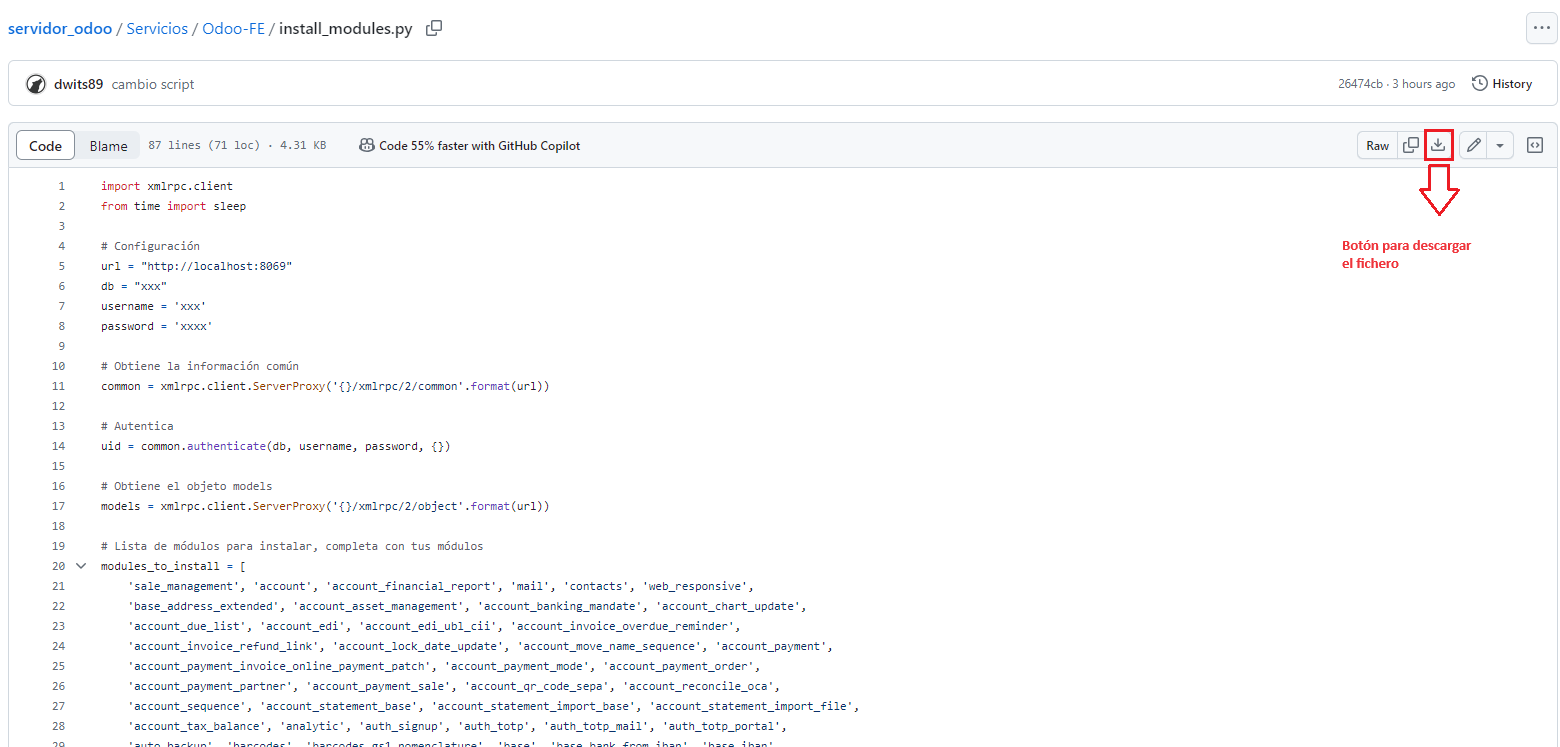 servidor_odoo / Servicios / Odoo-FE / install_modules.py
dwits89 cambio script 26474cb · 3 hours ago History
Code Blame 87 lines (71 loc) · 4.31 KB Code 55% faster with GitHub Copilot Raw
Botón para descargar
el fichero
1 import xmlrpc.client
2 from time import sleep
3
4 # Configuración
5 url = "http://localhost:8069"
6 db = "xxx"
7 username = 'xxx'
8 password = 'xxxx'
9
10 # Obtiene la información común
11 common = xmlrpc.client.ServerProxy('{}/xmlrpc/2/common'.format(url))
12
13 # Autentica
14 uid = common.authenticate(db, username, password, {})
15
16 # Obtiene el objeto models
17 models = xmlrpc.client.ServerProxy('{}/xmlrpc/2/object'.format(url))
18
19 # Lista de módulos para instalar, completa con tus módulos
20 modules_to_install = [
21 'sale_management', 'account', 'account_financial_report', 'mail', 'contacts', 'web_responsive',
22 'base_address_extended', 'account_asset_management', 'account_banking_mandate', 'account_chart_update',
23 'account_due_list', 'account_edi', 'account_edi_ubl_cii', 'account_invoice_overdue_reminder',
24 'account_invoice_refund_link', 'account_lock_date_update', 'account_move_name_sequence', 'account_payment',
25 'account_payment_invoice_online_payment_patch', 'account_payment_mode', 'account_payment_order',
26 'account_payment_partner', 'account_payment_sale', 'account_qr_code_sepa', 'account_reconcile_oca',
27 'account_sequence', 'account_statement_base', 'account_statement_import_base', 'account_statement_import_file',
28 'account_tax_balance', 'analytic', 'auth_signup', 'auth_totp', 'auth_totp_mail', 'auth_totp_portal',
29 'auto_backup', 'barcodes', 'barcodes_gs1_nomenclature', 'base', 'base_bank_from_iban', 'base_iban',